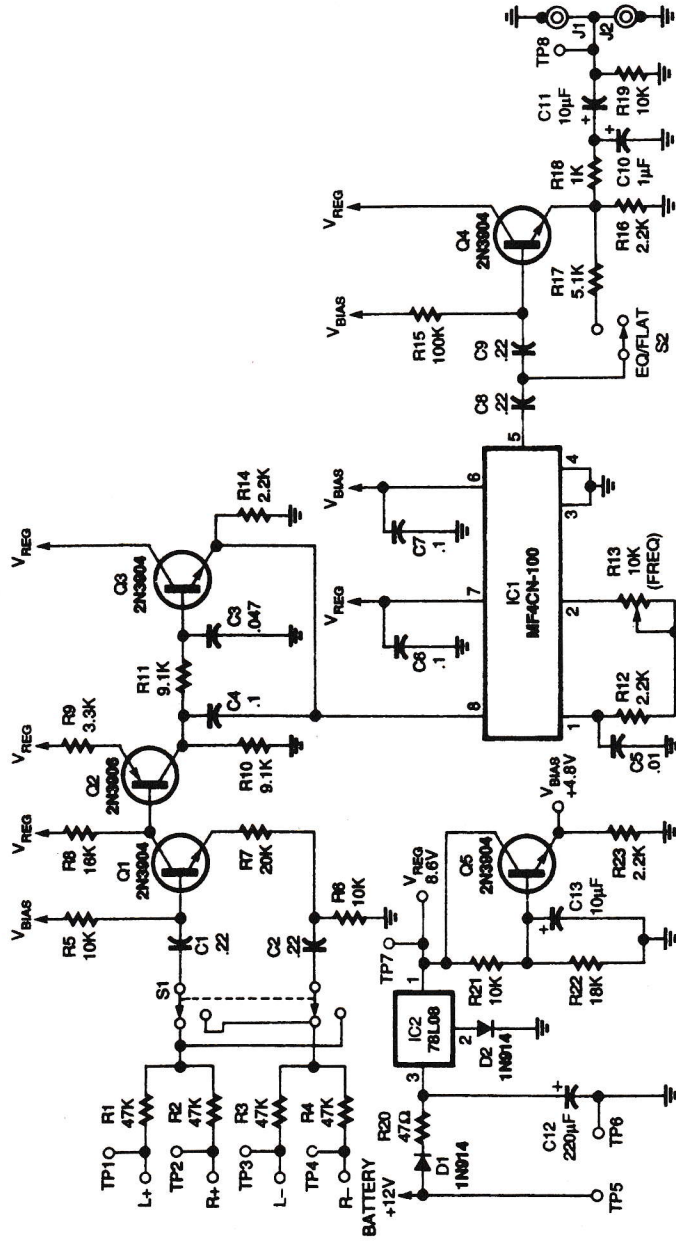 VBIAS
R5
10K
VREG
R8
16K
VREG
R9
3.3K
VREG
Q1
2N3904
Q2
2N3906
Q3
2N3904
R11
9.1K
R14
2.2K
C4
.1
C3
.047
R10
9.1K
R7
20K
R6
10K
C1
.22
C2
.22
S1
R1
47K
R2
47K
R3
47K
R4
47K
TP1
L+
TP2
R+
TP3
L–
TP4
R–
VREG
C6
.1
VBIAS
C7
.1
8
7
6
5
IC1
MF4CN-100
1
2
3
4
C5
.01
R12
2.2K
R13
10K
(FREQ)
C8
.22
C9
.22
VBIAS
R15
100K
VREG
Q4
2N3904
EQ/FLAT
S2
R17
5.1K
R16
2.2K
R18
1K
C10
1µF
+
C11
10µF
+
R19
10K
TP8
J1
J2
BATTERY
+12V
D1
1N914
R20
47Ω
C12
220µF
+
TP5
TP6
3
IC2
78L08
1
2
D2
1N914
TP7
VREG
8.6V
R21
10K
R22
18K
Q5
2N3904
+
C13
10µF
VBIAS
+4.8V
R23
2.2K